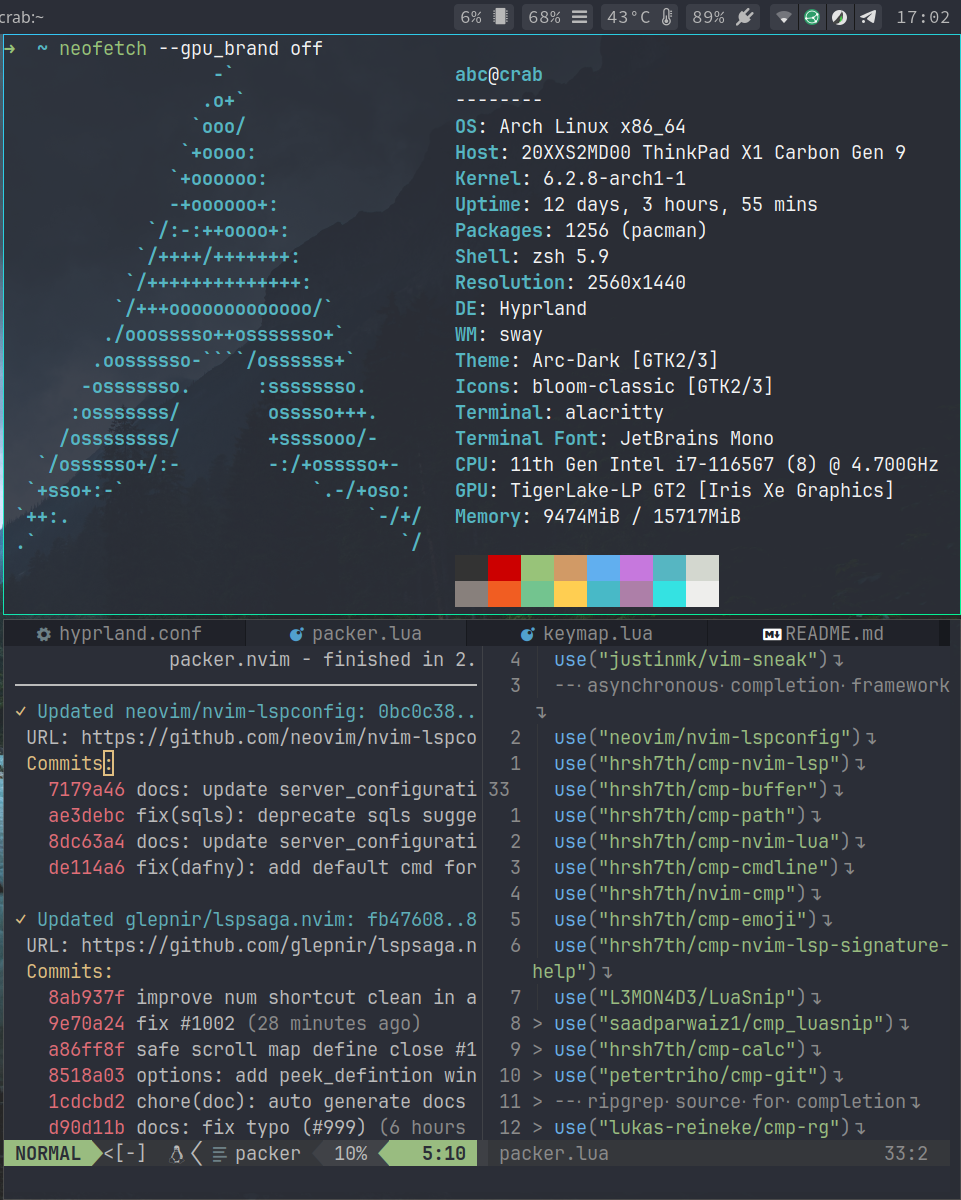 crab:~ 6% 68% 43°C 89% 17:02
➜ ~ neofetch --gpu_brand off
-`
.o+`
`ooo/
`+oooo:
`+oooooo:
-+oooooo+:
`/:-:++oooo+:
`/++++/+++++++:
`/++++++++++++++:
`/+++ooooooooooooo/`
./ooosssso++osssssso+`
.oossssso-````/ossssss+`
-osssssso. :ssssssso.
:osssssss/ osssso+++.
/ossssssss/ +ssssooo/-
`/ossssso+/:- -:/+osssso+-
`+sso+:-` `.-/+oso:
`++:. `-/+/
.` `/
abc@crab
--------
OS: Arch Linux x86_64
Host: 20XXS2MD00 ThinkPad X1 Carbon Gen 9
Kernel: 6.2.8-arch1-1
Uptime: 12 days, 3 hours, 55 mins
Packages: 1256 (pacman)
Shell: zsh 5.9
Resolution: 2560x1440
DE: Hyprland
WM: sway
Theme: Arc-Dark [GTK2/3]
Icons: bloom-classic [GTK2/3]
Terminal: alacritty
Terminal Font: JetBrains Mono
CPU: 11th Gen Intel i7-1165G7 (8) @ 4.700GHz
GPU: TigerLake-LP GT2 [Iris Xe Graphics]
Memory: 9474MiB / 15717MiB
hyprland.conf packer.lua keymap.lua README.md
packer.nvim - finished in 2.
✓ Updated neovim/nvim-lspconfig: 0bc0c38..
URL: https://github.com/neovim/nvim-lspco
Commits:
7179a46 docs: update server_configurati
ae3debc fix(sqls): deprecate sqls sugge
8dc63a4 docs: update server_configurati
de114a6 fix(dafny): add default cmd for
✓ Updated glepnir/lspsaga.nvim: fb47608..8
URL: https://github.com/glepnir/lspsaga.n
Commits:
8ab937f improve num shortcut clean in a
9e70a24 fix #1002 (28 minutes ago)
a86ff8f safe scroll map define close #1
8518a03 options: add peek_defintion win
1cdcbd2 chore(doc): auto generate docs
d90d11b docs: fix typo (#999) (6 hours
4 use("justinmk/vim-sneak")↴
3 --·asynchronous·completion·framework
↴
2 use("neovim/nvim-lspconfig")↴
1 use("hrsh7th/cmp-nvim-lsp")↴
33 use("hrsh7th/cmp-buffer")↴
1 use("hrsh7th/cmp-path")↴
2 use("hrsh7th/cmp-nvim-lua")↴
3 use("hrsh7th/cmp-cmdline")↴
4 use("hrsh7th/nvim-cmp")↴
5 use("hrsh7th/cmp-emoji")↴
6 use("hrsh7th/cmp-nvim-lsp-signature-
help")↴
7 use("L3MON4D3/LuaSnip")↴
8 > use("saadparwaiz1/cmp_luasnip")↴
9 > use("hrsh7th/cmp-calc")↴
10 > use("petertriho/cmp-git")↴
11 > --·ripgrep·source·for·completion↴
12 > use("lukas-reineke/cmp-rg")↴
NORMAL <[-] packer 10% 5:10 packer.lua 33:2